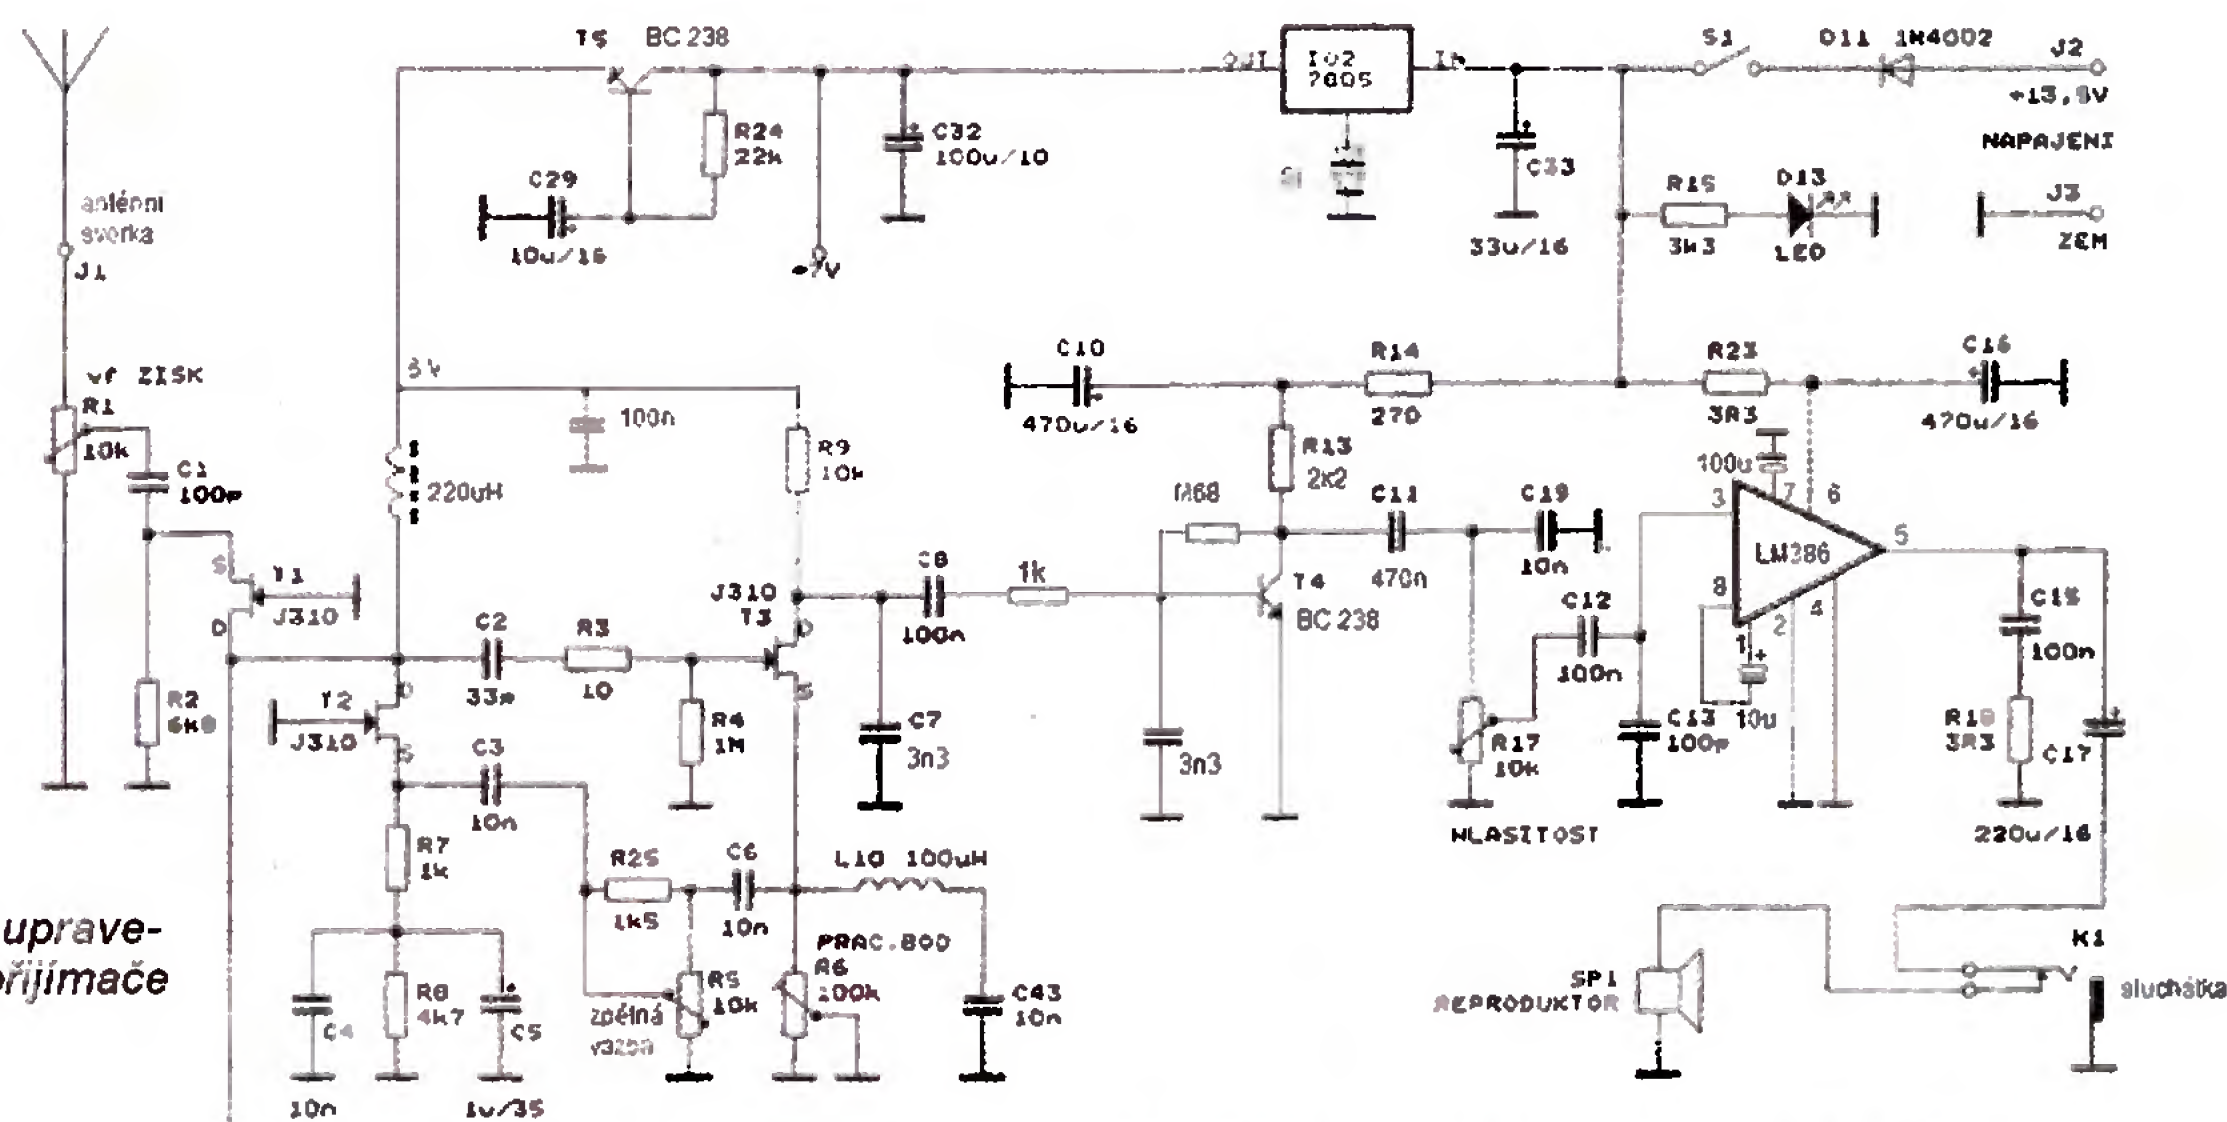 T5 BC 238
OUT
IO2
7805
IN
S1
D11 1N4002
J2
+13,8V
NAPAJENI
R24
22k
C32
100u/10
C29
10u/16
C33
33u/16
R15
3k3
D13
LED
J3
ZEM
anténní
svorka
J1
+7V
vf ZISK
R1
10k
C1
100p
100n
220uH
R9
10k
C10
470u/16
R14
270
R23
3R3
C16
470u/16
R13
2k2
M68
C11
470n
C19
10n
100u
3
7
6
5
LM386
8
1
2
4
10u
S
T1
J310
D
R2
C2
33p
R3
10
J310
T3
D
S
C8
100n
1k
T4
BC 238
C12
100n
C13
100p
C15
100n
R18
3R3
C17
220u/16
D
T2
J310
S
R4
1M
C7
3n3
3n3
R17
10k
HLASITOST
C3
10n
R7
1k
R25
1k5
C6
10n
L10 100uH
PRAC.BOD
R6
100k
C43
10n
R5
10k
zpětná
vazba
C4
10n
R8
4k7
C5
1u/35
uprave-
řijímače
SP1
REPRODUKTOR
K1
sluchátka